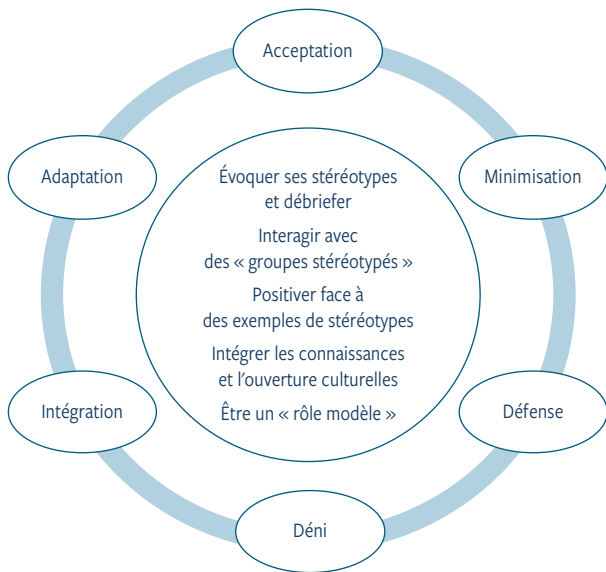 Acceptation
Adaptation
Minimisation
Évoquer ses stéréotypes
et débriefer
Interagir avec
des « groupes stéréotypés »
Positiver face à
des exemples de stéréotypes
Intégrer les connaissances
et l'ouverture culturelles
Être un « rôle modèle »
Intégration
Défense
Déni